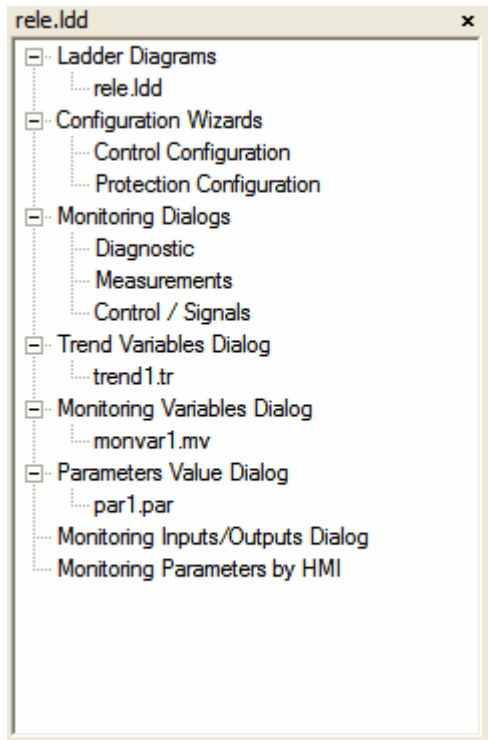 rele.ldd
Ladder Diagrams
rele.ldd
Configuration Wizards
Control Configuration
Protection Configuration
Monitoring Dialogs
Diagnostic
Measurements
Control / Signals
Trend Variables Dialog
trend1.tr
Monitoring Variables Dialog
monvar1.mv
Parameters Value Dialog
par1.par
Monitoring Inputs/Outputs Dialog
Monitoring Parameters by HMI